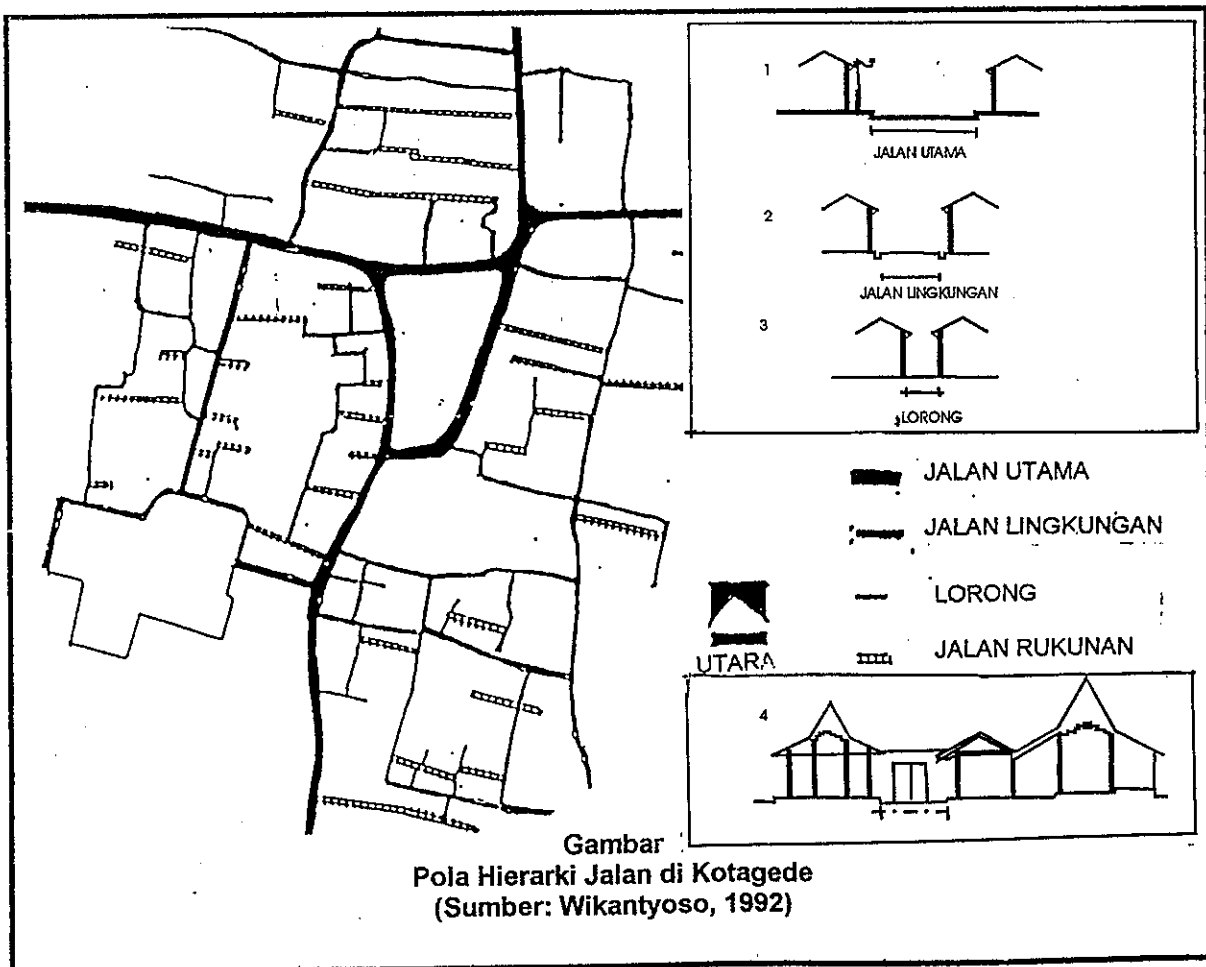 1
JALAN UTAMA
2
JALAN LINGKUNGAN
3
LORONG
JALAN UTAMA
JALAN LINGKUNGAN
LORONG
UTARA
JALAN RUKUNAN
4
Gambar
Pola Hierarki Jalan di Kotagede
(Sumber: Wikantyoso, 1992)